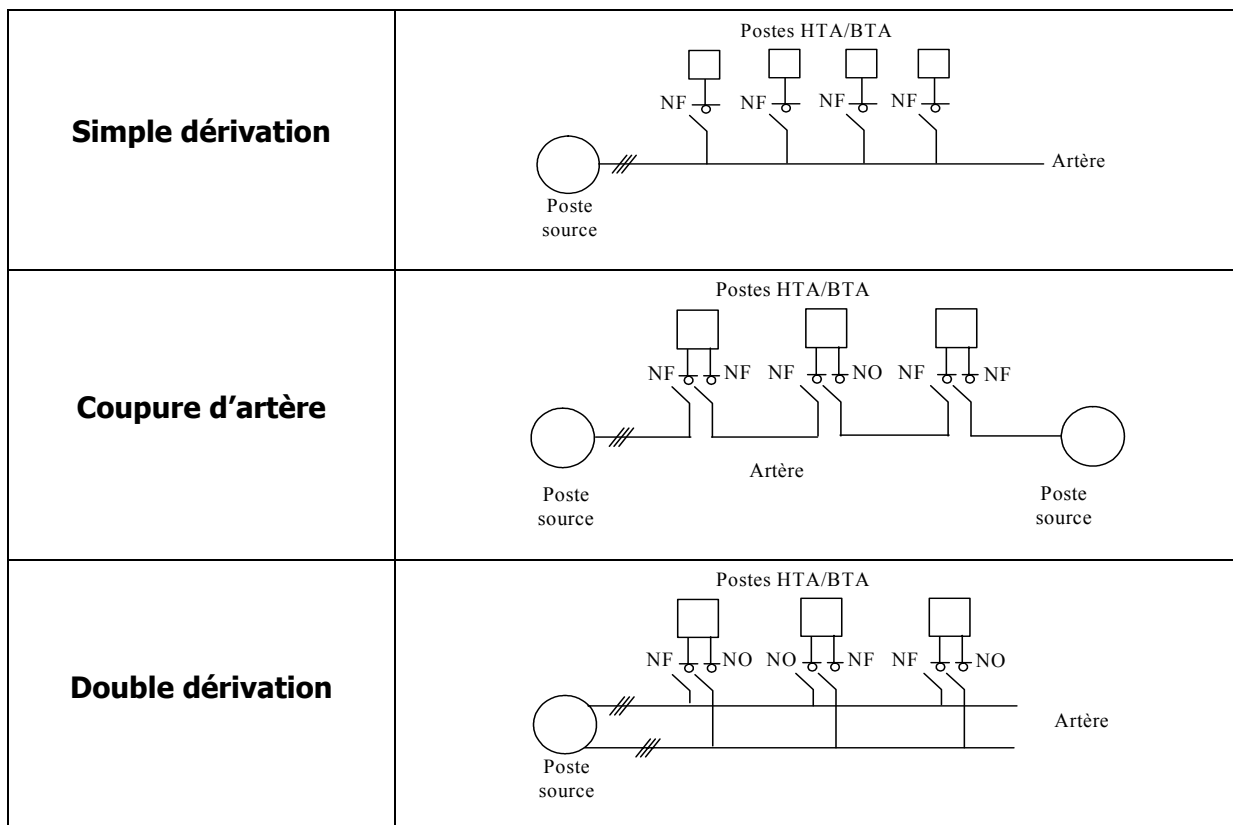 Simple dérivation
Postes HTA/BTA
NF NF NF NF
Artère
Poste
source
Coupure d’artère
Postes HTA/BTA
NF NF NF NO NF NF
Artère
Poste
source
Poste
source
Double dérivation
Postes HTA/BTA
NF NO NO NF NF NO
Artère
Poste
source